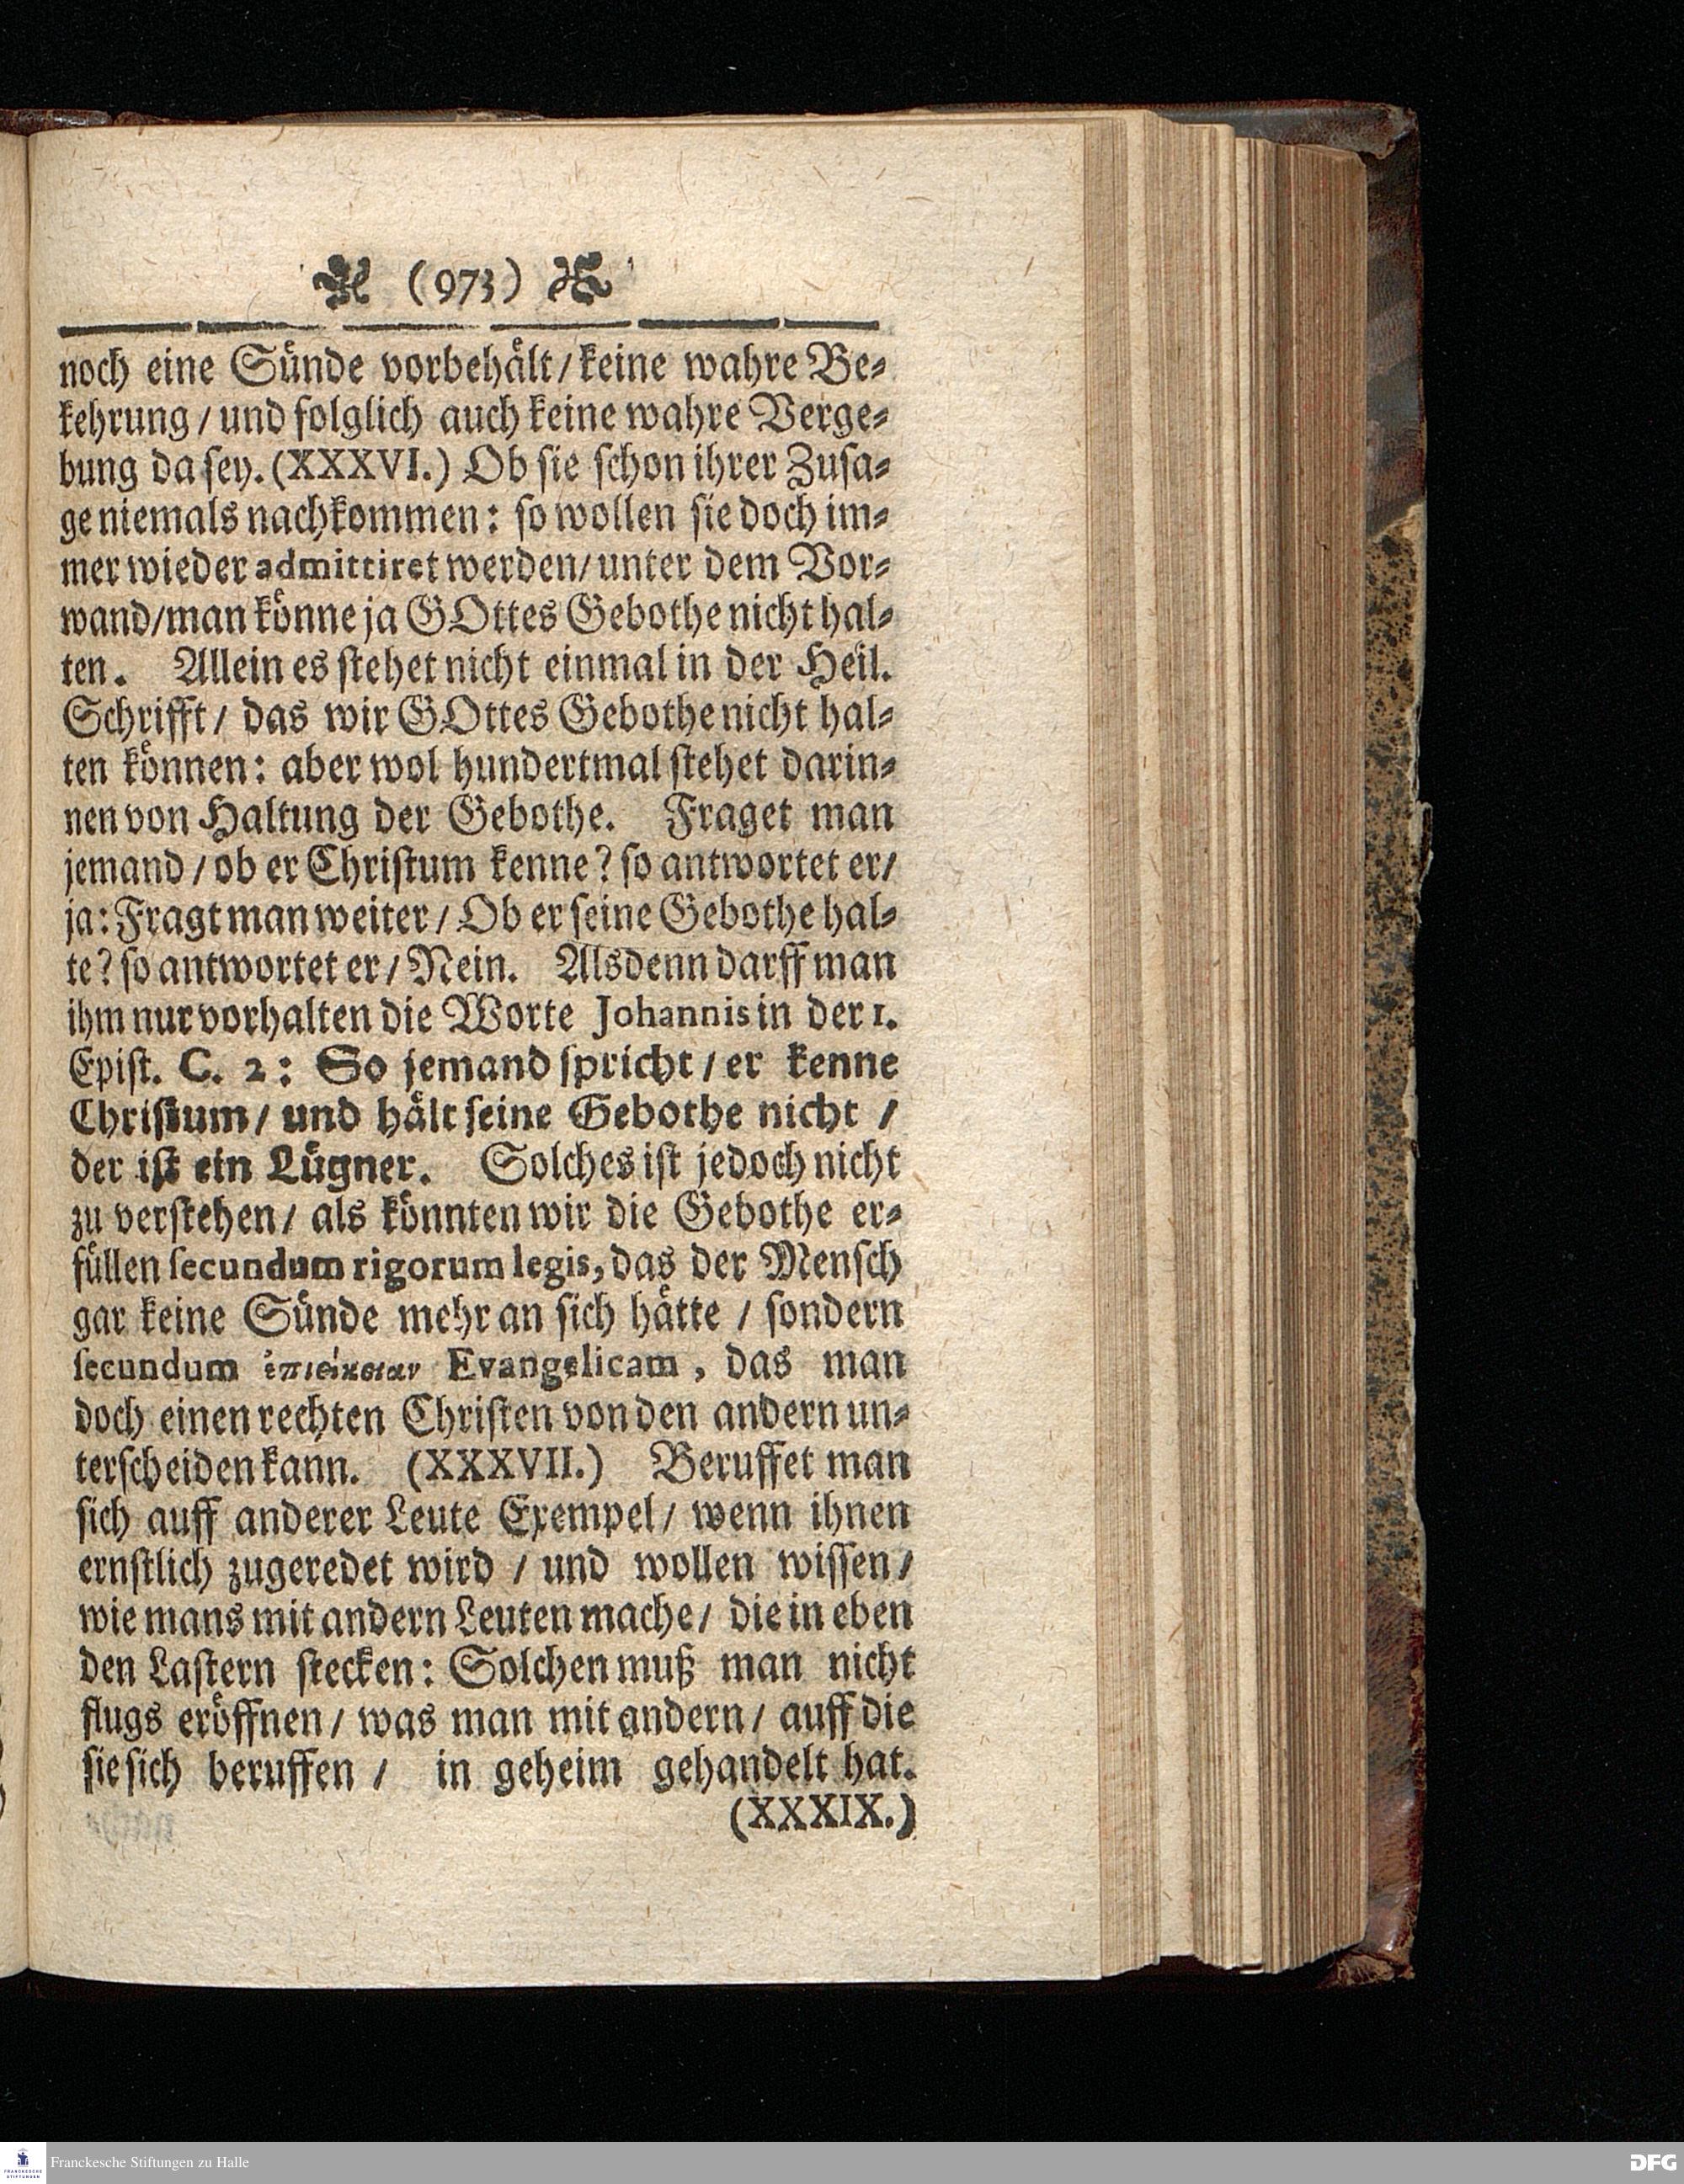 (973)
noch eine Sünde vorbehält/keine wahre Be-
kehrung/und folglich auch keine wahre Verge-
bung da sey. (XXXVI.) Ob sie schon ihrer Zusa-
ge niemals nachkommen: so wollen sie doch im-
mer wieder admittiret werden/unter dem Vor-
wand/man könne ja GOttes Gebothe nicht hal-
ten. Allein es stehet nicht einmal in der Heil.
Schrifft/ das wir GOttes Gebothe nicht hal-
ten können: aber wol hundertmal stehet darin-
nen von Haltung der Gebothe. Fraget man
jemand/ob er Christum kenne? so antwortet er/
ja: Fragt man weiter/Ob er seine Gebothe hal-
te? so antwortet er/Nein. Alsdenn darff man
ihm nur vorhalten die Worte Johannis in der 1.
Epist. C. 2: So jemand spricht/er kenne
Christum/und hält seine Gebothe nicht/
der ist ein Lügner. Solches ist jedoch nicht
zu verstehen/ als könnten wir die Gebothe er-
füllen secundum rigorum legis, das der Mensch
gar keine Sünde mehr an sich hätte / sondern
secundum ἐπιείκειαν Evangelicam, das man
doch einen rechten Christen von den andern un-
terscheiden kann. (XXXVII.) Beruffet man
sich auff anderer Leute Exempel/ wenn ihnen
ernstlich zugeredet wird / und wollen wissen/
wie mans mit andern Leuten mache/ die in eben
den Lastern stecken: Solchen muß man nicht
flugs eröffnen/ was man mit andern/ auff die
sie sich beruffen / in geheim gehandelt hat.
(XXXIX.)
FRANCKESCHE STIFTUNGEN
Franckesche Stiftungen zu Halle
DFG